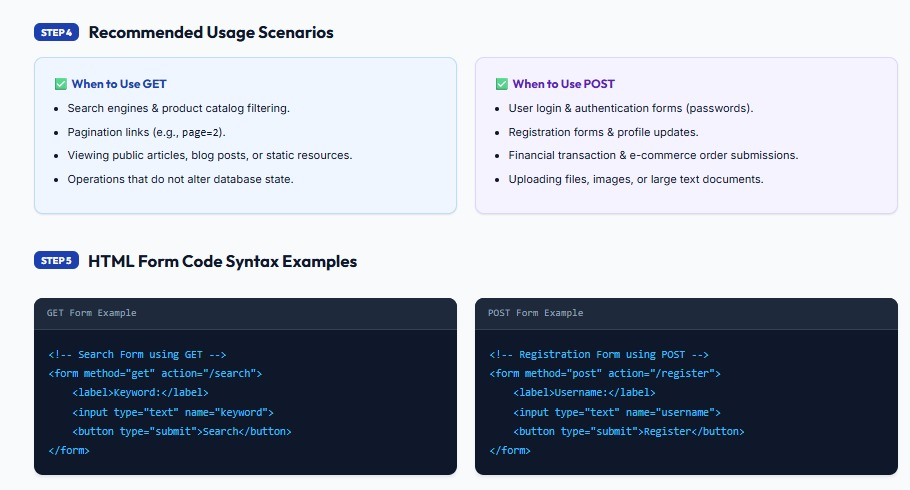 STEP 4 Recommended Usage Scenarios
✅ When to Use GET
• Search engines & product catalog filtering.
• Pagination links (e.g., page=2).
• Viewing public articles, blog posts, or static resources.
• Operations that do not alter database state.
✅ When to Use POST
• User login & authentication forms (passwords).
• Registration forms & profile updates.
• Financial transaction & e-commerce order submissions.
• Uploading files, images, or large text documents.
STEP 5 HTML Form Code Syntax Examples
GET Form Example
<!-- Search Form using GET -->
<form method="get" action="/search">
    <label>Keyword:</label>
    <input type="text" name="keyword">
    <button type="submit">Search</button>
</form>
POST Form Example
<!-- Registration Form using POST -->
<form method="post" action="/register">
    <label>Username:</label>
    <input type="text" name="username">
    <button type="submit">Register</button>
</form>